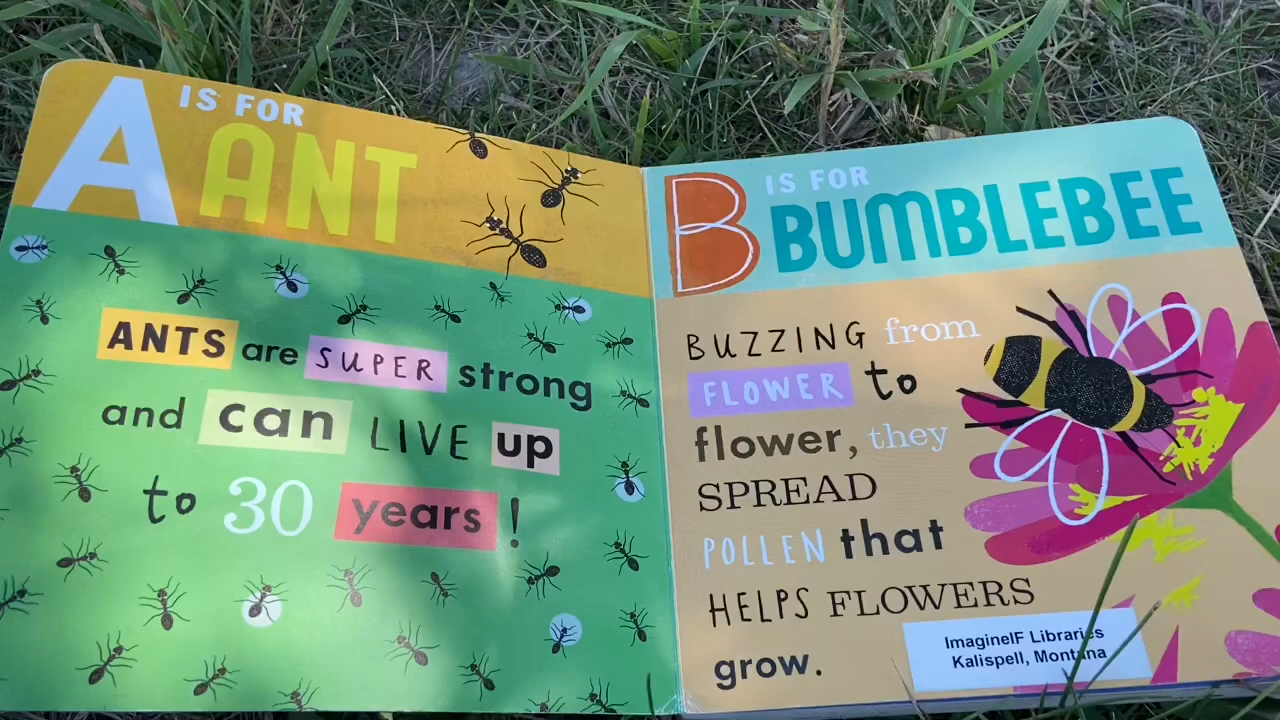 A IS FOR
ANT
ANTS are SUPER strong
and can LIVE up
to 30 years!
B IS FOR
BUMBLEBEE
BUZZING from
FLOWER to
flower, they
SPREAD
POLLEN that
HELPS FLOWERS
grow.
ImagineIF Libraries
Kalispell, Montana